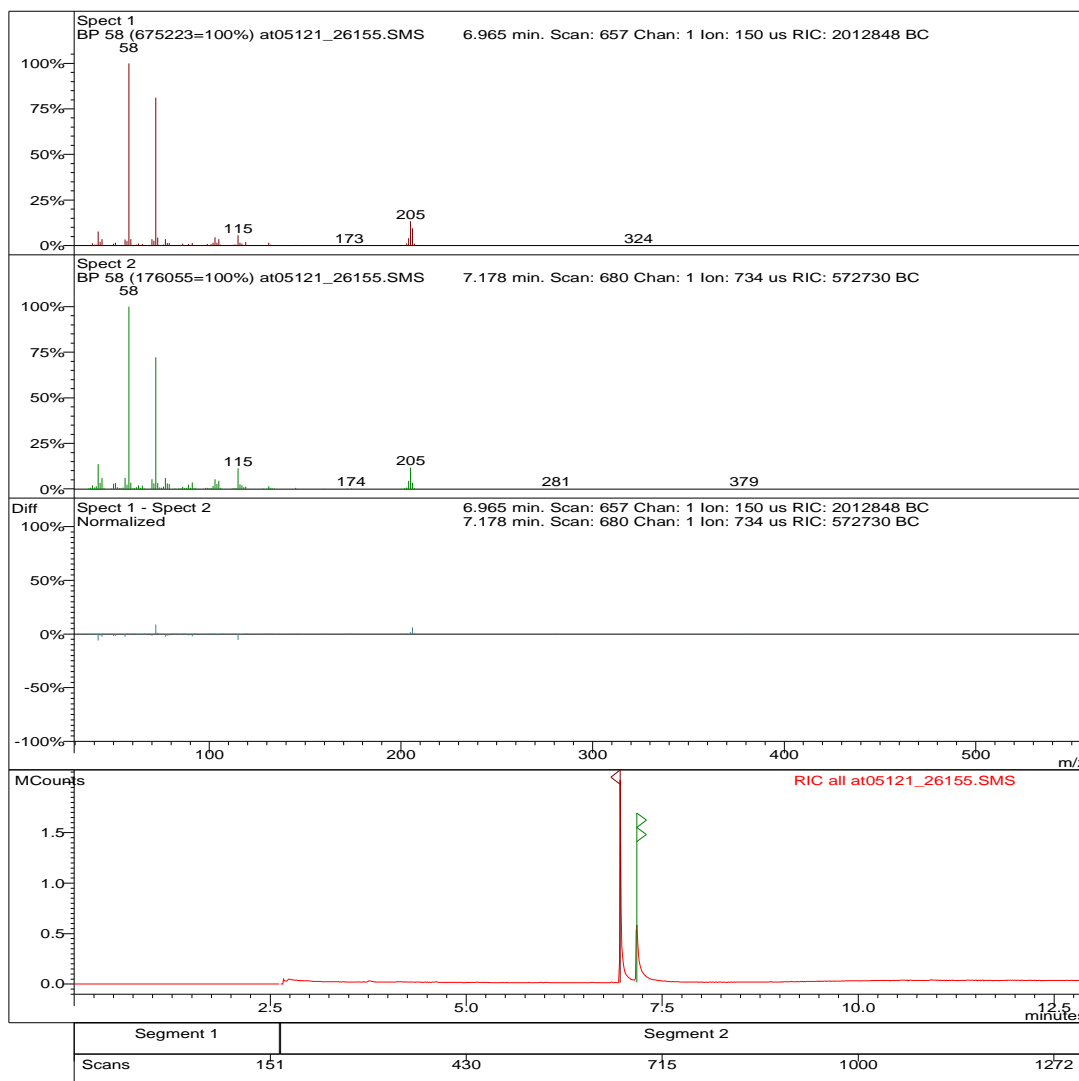 Spect 1
BP 58 (675223=100%) at05121_26155.SMS 6.965 min. Scan: 657 Chan: 1 Ion: 150 us RIC: 2012848 BC
58
100%
75%
50%
25%
205
115
173
324
0%
Spect 2
BP 58 (176055=100%) at05121_26155.SMS 7.178 min. Scan: 680 Chan: 1 Ion: 734 us RIC: 572730 BC
58
100%
75%
50%
25%
115
205
174
281
379
0%
Diff Spect 1 - Spect 2 6.965 min. Scan: 657 Chan: 1 Ion: 150 us RIC: 2012848 BC
Normalized 7.178 min. Scan: 680 Chan: 1 Ion: 734 us RIC: 572730 BC
100%
50%
0%
-50%
-100%
100 200 300 400 500
m/z
MCounts RIC all at05121_26155.SMS
1.5
1.0
0.5
0.0
2.5 5.0 7.5 10.0 12.5
minutes
Segment 1 Segment 2
Scans 151 430 715 1000 1272